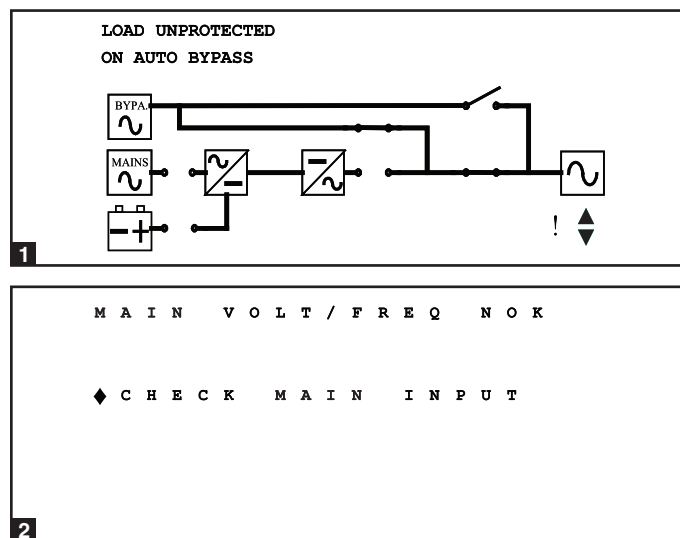 LOAD UNPROTECTED
ON AUTO BYPASS
BYPA.
MAINS
!
1
MAIN VOLT/FREQ NOK
CHECK MAIN INPUT
2